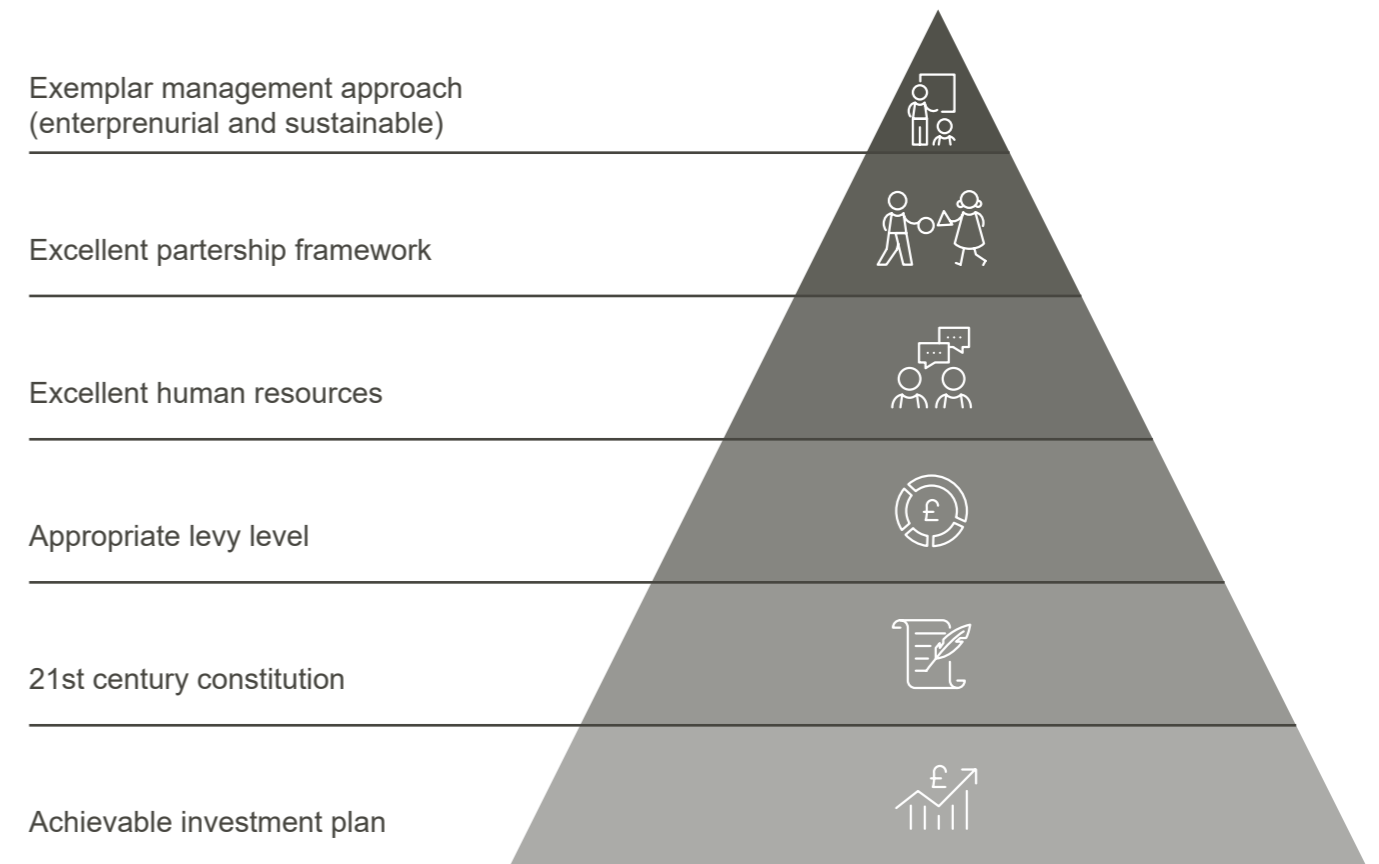 Exemplar management approach
(enterprenurial and sustainable)
Excellent partership framework
Excellent human resources
£
Appropriate levy level
21st century constitution
£
Achievable investment plan